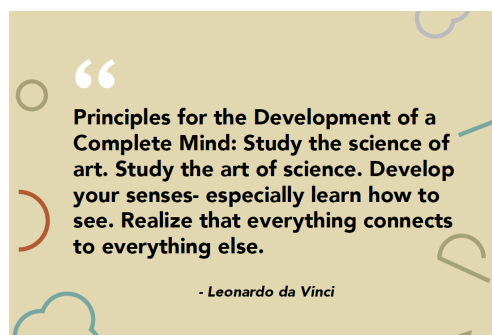 “
Principles for the Development of a
Complete Mind: Study the science of
art. Study the art of science. Develop
your senses- especially learn how to
see. Realize that everything connects
to everything else.
- Leonardo da Vinci